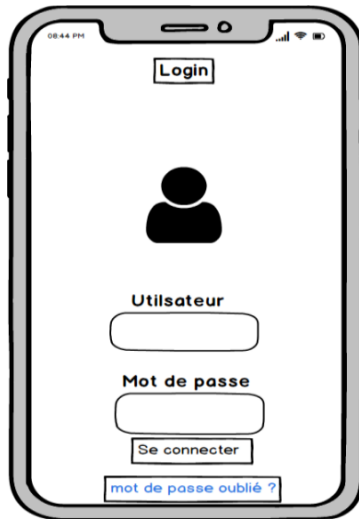 08:44 PM
Login
Utilsateur
Mot de passe
Se connecter
mot de passe oublié ?